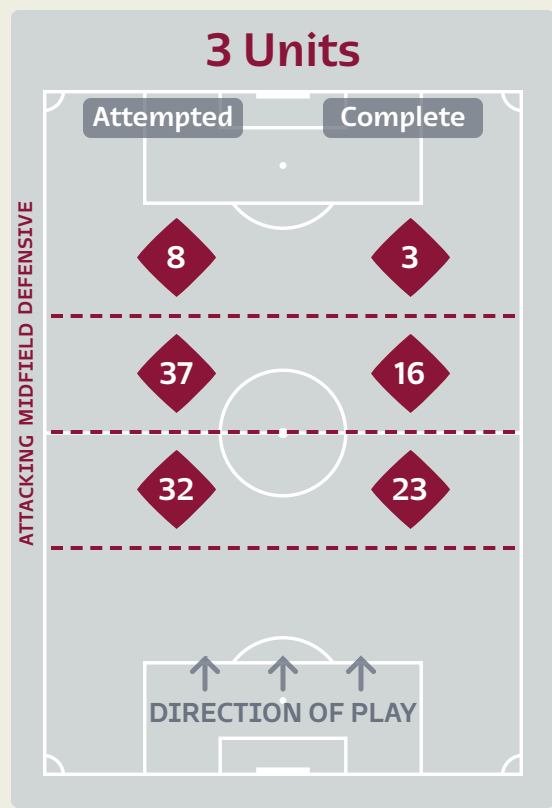 3 Units
Attempted Complete
8 3
37 16
32 23
ATTACKING MIDFIELD DEFENSIVE
DIRECTION OF PLAY